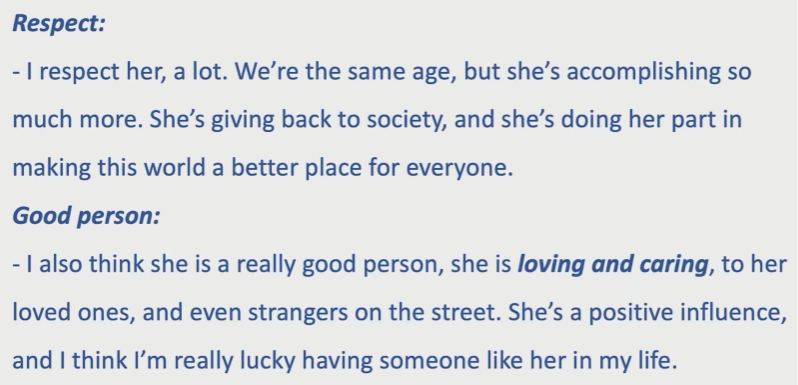 Respect:
- I respect her, a lot. We’re the same age, but she’s accomplishing so
much more. She’s giving back to society, and she’s doing her part in
making this world a better place for everyone.
Good person:
- I also think she is a really good person, she is loving and caring, to her
loved ones, and even strangers on the street. She’s a positive influence,
and I think I’m really lucky having someone like her in my life.